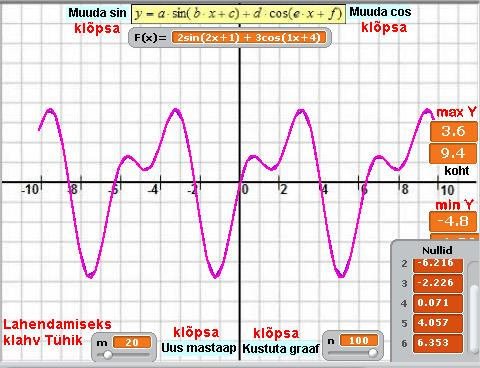 Muuda sin
klõpsa
y = a · sin(b · x + c) + d · cos(e · x + f)
Muuda cos
klõpsa
F(x)= 2sin(2x+1) + 3cos(1x+4)
max Y
3.6
9.4
koht
-10 -8 -6 -4 -2 0 2 4 6 8 10
min Y
-4.8
Nullid
2 -6.216
3 -2.226
4 0.071
5 4.057
6 6.353
Lahendamiseks
klahv Tühik
m 20
klõpsa
Uus mastaap
klõpsa
Kustuta graaf
n 100